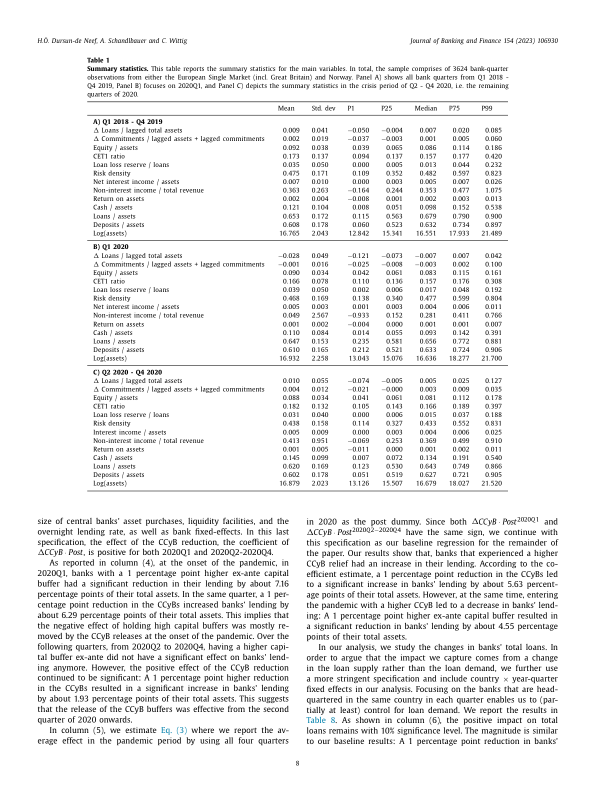 H.Ö. Dursun-de Neef, A. Schandlbauer and C. Wittig Journal of Banking and Finance 154 (2023) 106930
Table 1
Summary statistics. This table reports the summary statistics for the main variables. In total, the sample comprises of 3624 bank-quarter
observations from either the European Single Market (incl. Great Britain) and Norway. Panel A) shows all bank quarters from Q1 2018 -
Q4 2019, Panel B) focuses on 2020Q1, and Panel C) depicts the summary statistics in the crisis period of Q2 - Q4 2020, i.e. the remaining
quarters of 2020.
Mean Std. dev P1 P25 Median P75 P99
A) Q1 2018 - Q4 2019
Δ Loans / lagged total assets 0.009 0.041 −0.050 −0.004 0.007 0.020 0.085
Δ Commitments / lagged assets + lagged commitments 0.002 0.019 −0.037 −0.003 0.001 0.005 0.060
Equity / assets 0.092 0.038 0.039 0.065 0.086 0.114 0.186
CET1 ratio 0.173 0.137 0.094 0.137 0.157 0.177 0.420
Loan loss reserve / loans 0.035 0.050 0.000 0.005 0.013 0.044 0.232
Risk density 0.475 0.171 0.109 0.352 0.482 0.597 0.823
Net interest income / assets 0.007 0.010 0.000 0.003 0.005 0.007 0.026
Non-interest income / total revenue 0.363 0.263 −0.164 0.244 0.353 0.477 1.075
Return on assets 0.002 0.004 −0.008 0.001 0.002 0.003 0.013
Cash / assets 0.121 0.104 0.008 0.051 0.098 0.152 0.538
Loans / assets 0.653 0.172 0.115 0.563 0.679 0.790 0.900
Deposits / assets 0.608 0.178 0.060 0.523 0.632 0.734 0.897
Log(assets) 16.765 2.043 12.842 15.341 16.551 17.933 21.489
B) Q1 2020
Δ Loans / lagged total assets −0.028 0.049 −0.121 −0.073 −0.007 0.007 0.042
Δ Commitments / lagged assets + lagged commitments −0.001 0.016 −0.025 −0.008 −0.003 0.002 0.100
Equity / assets 0.090 0.034 0.042 0.061 0.083 0.115 0.161
CET1 ratio 0.166 0.078 0.110 0.136 0.157 0.176 0.308
Loan loss reserve / loans 0.039 0.050 0.002 0.006 0.017 0.048 0.192
Risk density 0.468 0.169 0.138 0.340 0.477 0.599 0.804
Net interest income / assets 0.005 0.003 0.001 0.003 0.004 0.006 0.011
Non-interest income / total revenue 0.049 2.567 −0.933 0.152 0.281 0.411 0.766
Return on assets 0.001 0.002 −0.004 0.000 0.001 0.001 0.007
Cash / assets 0.110 0.084 0.014 0.055 0.093 0.142 0.391
Loans / assets 0.647 0.153 0.235 0.581 0.656 0.772 0.881
Deposits / assets 0.610 0.165 0.212 0.521 0.633 0.724 0.906
Log(assets) 16.932 2.258 13.043 15.076 16.636 18.277 21.700
C) Q2 2020 - Q4 2020
Δ Loans / lagged total assets 0.010 0.055 −0.074 −0.005 0.005 0.025 0.127
Δ Commitments / lagged assets + lagged commitments 0.004 0.012 −0.021 −0.000 0.003 0.009 0.035
Equity / assets 0.088 0.034 0.041 0.061 0.081 0.112 0.178
CET1 ratio 0.182 0.132 0.105 0.143 0.166 0.189 0.397
Loan loss reserve / loans 0.031 0.040 0.000 0.006 0.015 0.037 0.188
Risk density 0.438 0.158 0.114 0.327 0.433 0.552 0.831
Interest income / assets 0.005 0.009 0.000 0.003 0.004 0.006 0.025
Non-interest income / total revenue 0.413 0.951 −0.069 0.253 0.369 0.499 0.910
Return on assets 0.001 0.005 −0.011 0.000 0.001 0.002 0.011
Cash / assets 0.145 0.099 0.007 0.072 0.134 0.191 0.540
Loans / assets 0.620 0.169 0.123 0.530 0.643 0.749 0.866
Deposits / assets 0.602 0.178 0.051 0.519 0.627 0.721 0.905
Log(assets) 16.879 2.023 13.126 15.507 16.679 18.027 21.520
size of central banks' asset purchases, liquidity facilities, and the
overnight lending rate, as well as bank fixed-effects. In this last
specification, the effect of the CCyB reduction, the coefficient of
ΔCCyB · Post, is positive for both 2020Q1 and 2020Q2-2020Q4.
As reported in column (4), at the onset of the pandemic, in
2020Q1, banks with a 1 percentage point higher ex-ante capital
buffer had a significant reduction in their lending by about 7.16
percentage points of their total assets. In the same quarter, a 1 per-
centage point reduction in the CCyBs increased banks' lending by
about 6.29 percentage points of their total assets. This implies that
the negative effect of holding high capital buffers was mostly re-
moved by the CCyB releases at the onset of the pandemic. Over the
following quarters, from 2020Q2 to 2020Q4, having a higher capi-
tal buffer ex-ante did not have a significant effect on banks' lend-
ing anymore. However, the positive effect of the CCyB reduction
continued to be significant: A 1 percentage point higher reduction
in the CCyBs resulted in a significant increase in banks' lending
by about 1.93 percentage points of their total assets. This suggests
that the release of the CCyB buffers was effective from the second
quarter of 2020 onwards.
In column (5), we estimate Eq. (3) where we report the av-
erage effect in the pandemic period by using all four quarters
in 2020 as the post dummy. Since both ΔCCyB · Post2020Q1 and
ΔCCyB · Post2020Q2−2020Q4 have the same sign, we continue with
this specification as our baseline regression for the remainder of
the paper. Our results show that, banks that experienced a higher
CCyB relief had an increase in their lending. According to the co-
efficient estimate, a 1 percentage point reduction in the CCyBs led
to a significant increase in banks' lending by about 5.63 percent-
age points of their total assets. However, at the same time, entering
the pandemic with a higher CCyB led to a decrease in banks' lend-
ing: A 1 percentage point higher ex-ante capital buffer resulted in
a significant reduction in banks' lending by about 4.55 percentage
points of their total assets.
In our analysis, we study the changes in banks' total loans. In
order to argue that the impact we capture comes from a change
in the loan supply rather than the loan demand, we further use
a more stringent specification and include country × year-quarter
fixed effects in our analysis. Focusing on the banks that are head-
quartered in the same country in each quarter enables us to (par-
tially at least) control for loan demand. We report the results in
Table 8. As shown in column (6), the positive impact on total
loans remains with 10% significance level. The magnitude is similar
to our baseline results: A 1 percentage point reduction in banks'
8